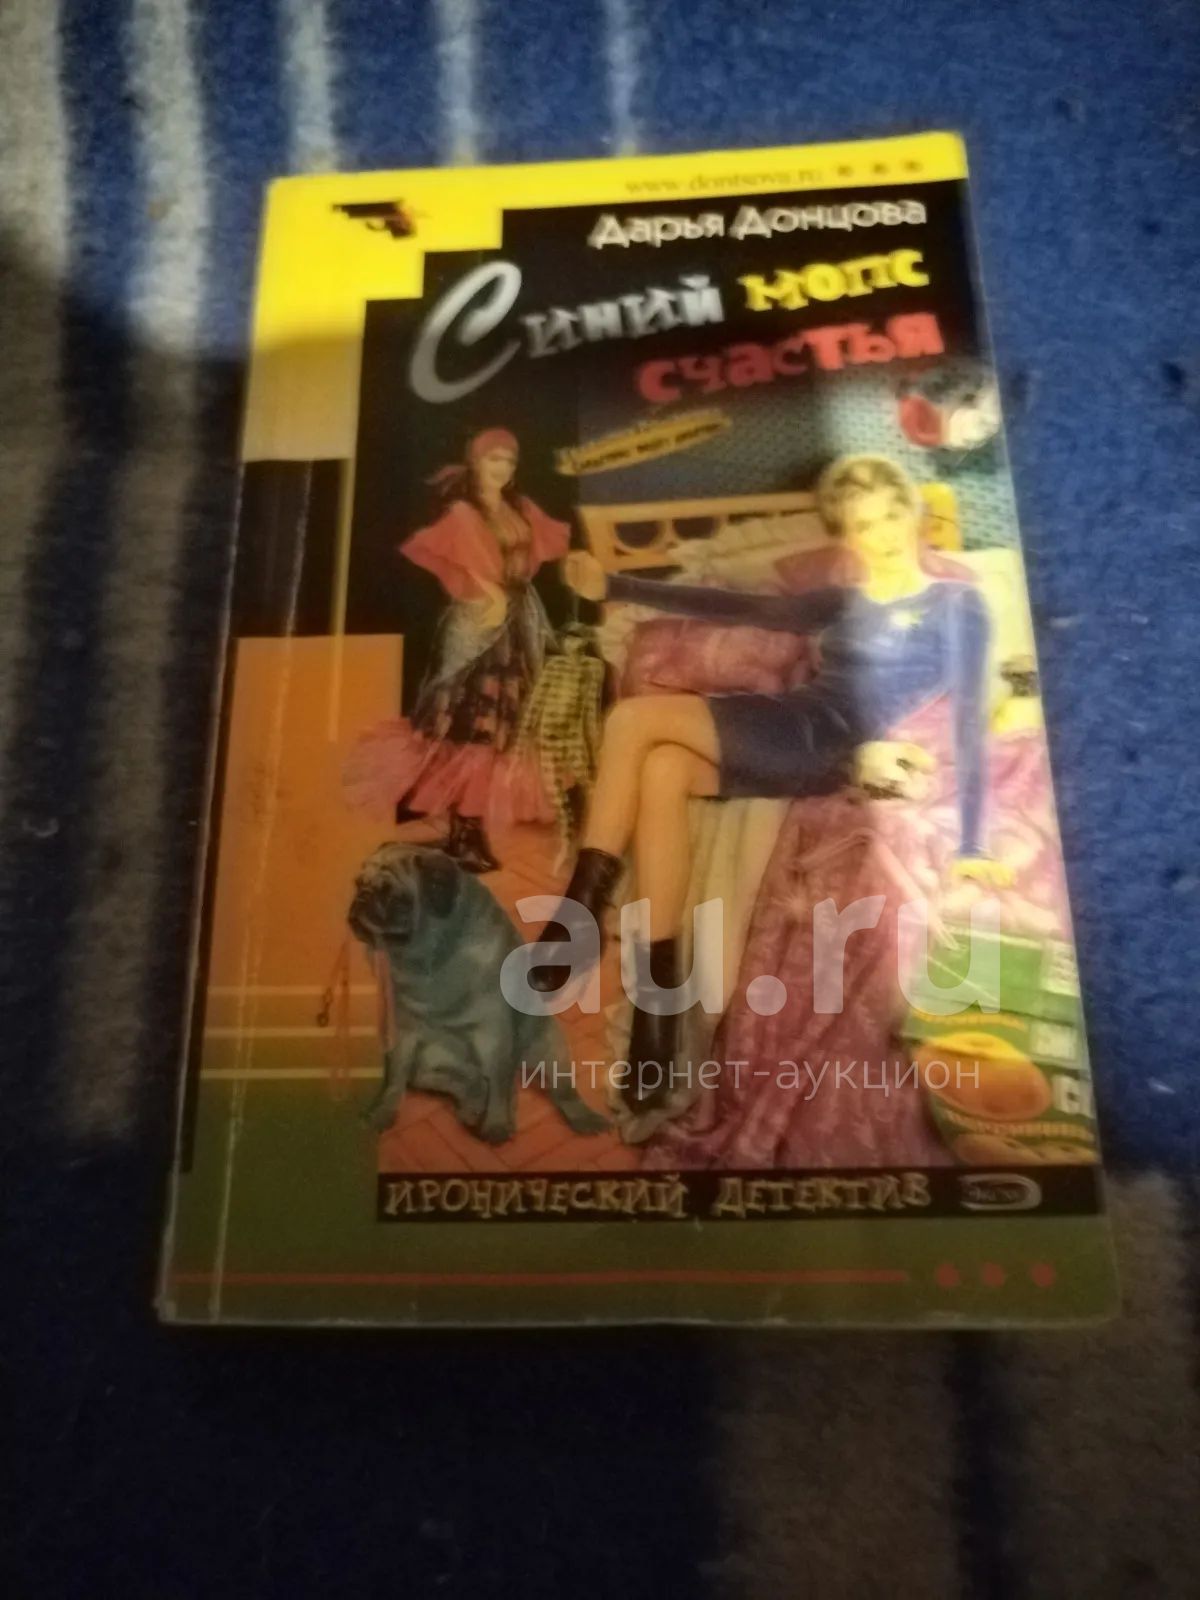 www.dontsova.ru
Дарья Донцова
Синий мопс
счастья
au.ru
интернет-аукцион
ИРОНИЧЕСКИЙ ДЕТЕКТИВ